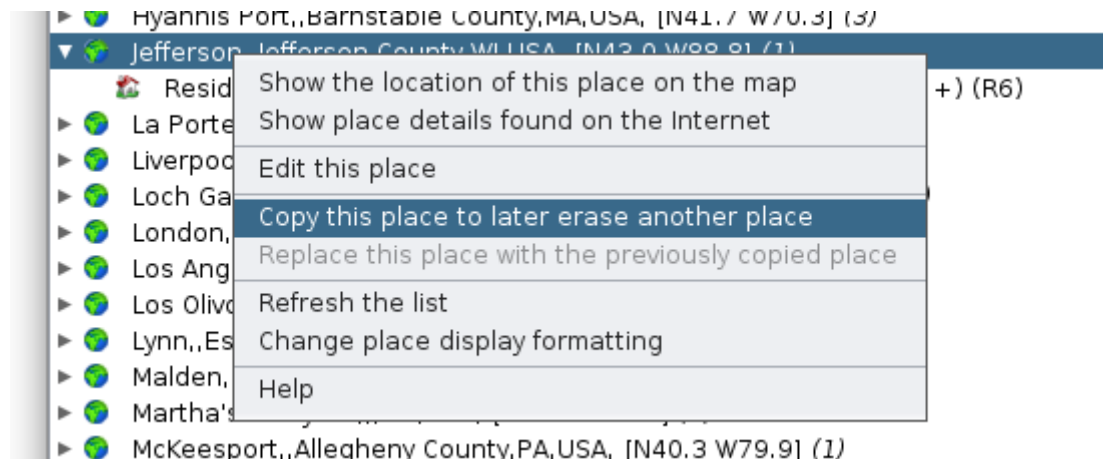 Hyannis Port,,Barnstable County,MA,USA, [N41.7 W70.3] (3)
Jefferson,,Jefferson County,WI,USA, [N43.0 W88.8] (1)
Show the location of this place on the map
Resid +) (R6)
Show place details found on the Internet
La Porte
Liverpoo
Edit this place
Loch Ga
Copy this place to later erase another place
London,
Replace this place with the previously copied place
Los Ang
Refresh the list
Los Olivo
Change place display formatting
Lynn,,Es
Malden,
Help
Martha's
McKeesport,,Allegheny County,PA,USA, [N40.3 W79.9] (1)